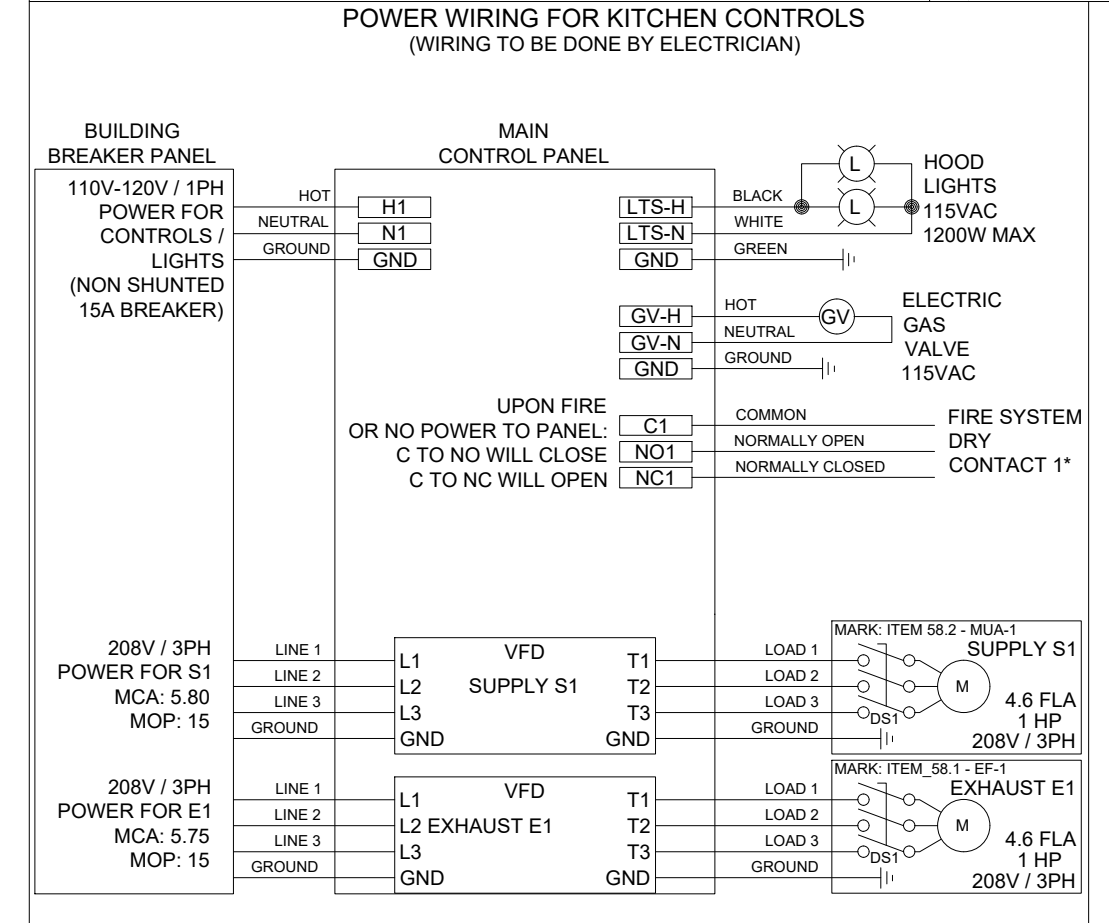 POWER WIRING FOR KITCHEN CONTROLS
(WIRING TO BE DONE BY ELECTRICIAN)
BUILDING
BREAKER PANEL
MAIN
CONTROL PANEL
110V-120V / 1PH
POWER FOR
CONTROLS /
LIGHTS
(NON SHUNTED
15A BREAKER)
HOT
NEUTRAL
GROUND
H1
N1
GND
LTS-H
LTS-N
GND
BLACK
WHITE
GREEN
L
L
HOOD
LIGHTS
115VAC
1200W MAX
GV-H
GV-N
GND
HOT
NEUTRAL
GROUND
GV
ELECTRIC
GAS
VALVE
115VAC
UPON FIRE
OR NO POWER TO PANEL:
C TO NO WILL CLOSE
C TO NC WILL OPEN
C1
NO1
NC1
COMMON
NORMALLY OPEN
NORMALLY CLOSED
FIRE SYSTEM
DRY
CONTACT 1*
208V / 3PH
POWER FOR S1
MCA: 5.80
MOP: 15
LINE 1
LINE 2
LINE 3
GROUND
L1
L2
L3
GND
VFD
SUPPLY S1
T1
T2
T3
GND
LOAD 1
LOAD 2
LOAD 3
GROUND
MARK: ITEM 58.2 - MUA-1
SUPPLY S1
DS1
M
4.6 FLA
1 HP
208V / 3PH
208V / 3PH
POWER FOR E1
MCA: 5.75
MOP: 15
LINE 1
LINE 2
LINE 3
GROUND
L1
L2
L3
GND
VFD
EXHAUST E1
T1
T2
T3
GND
LOAD 1
LOAD 2
LOAD 3
GROUND
MARK: ITEM_58.1 - EF-1
EXHAUST E1
DS1
M
4.6 FLA
1 HP
208V / 3PH